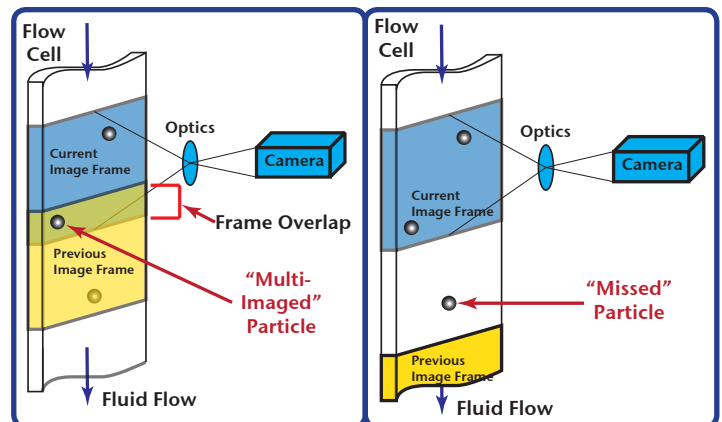 Flow
Cell
Optics
Camera
Current
Image Frame
Frame Overlap
Previous
Image Frame
“Multi-
Imaged”
Particle
Fluid Flow
Flow
Cell
Optics
Camera
Current
Image Frame
“Missed”
Particle
Previous
Image Frame
Fluid Flow